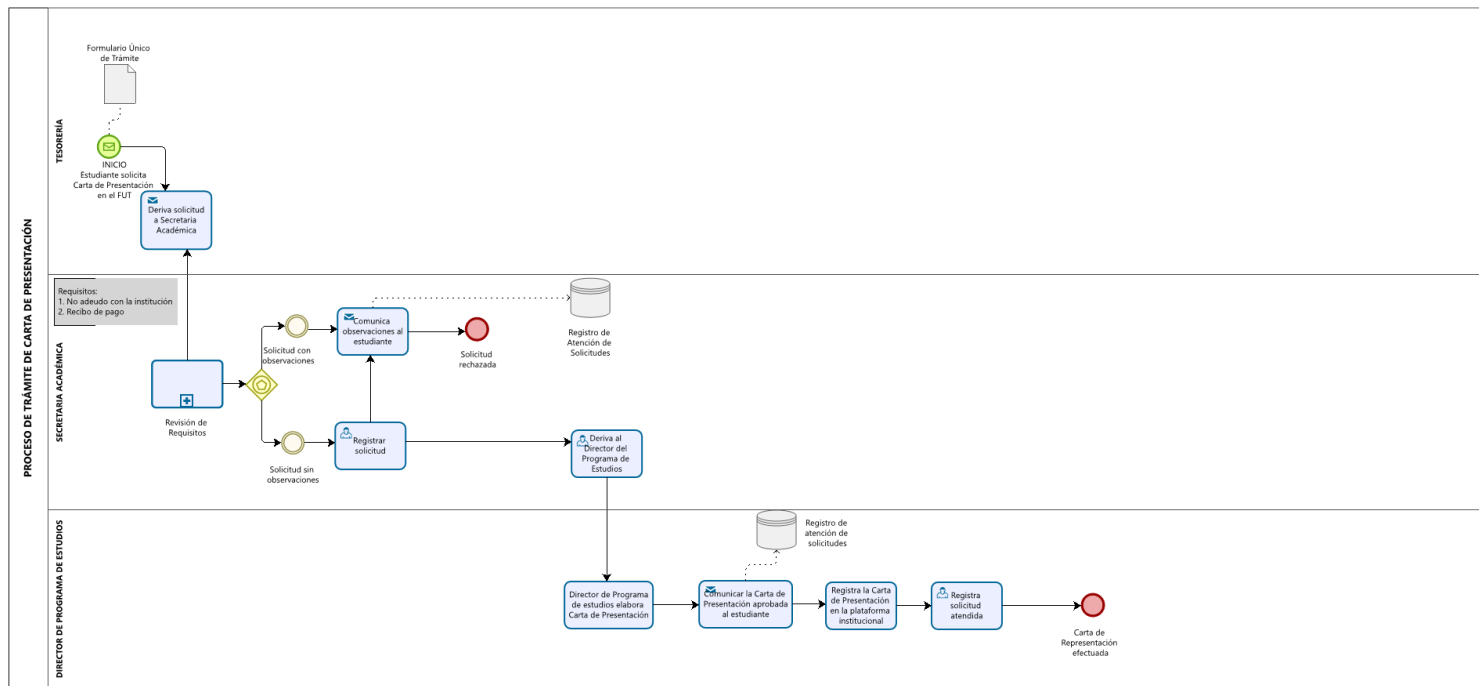 PROCESO DE TRÁMITE DE CARTA DE PRESENTACIÓN
TESORERÍA
Formulario Único
de Trámite
INICIO
Estudiante solicita
Carta de Presentación
en el FUT
Deriva solicitud
a Secretaria
Académica
SECRETARIA ACADÉMICA
Requisitos:
1. No adeudo con la institución
2. Recibo de pago
Revisión de
Requisitos
Solicitud con
observaciones
Comunica
observaciones al
estudiante
Solicitud
rechazada
Registro de
Atención de
Solicitudes
Solicitud sin
observaciones
Registrar
solicitud
Deriva al
Director del
Programa de
Estudios
DIRECTOR DE PROGRAMA DE ESTUDIOS
Director de Programa
de estudios elabora
Carta de Presentación
Comunicar la Carta de
Presentación aprobada
al estudiante
Registro de
atención de
solicitudes
Registra la Carta
de Presentación
en la plataforma
institucional
Registra
solicitud
atendida
Carta de
Representación
efectuada